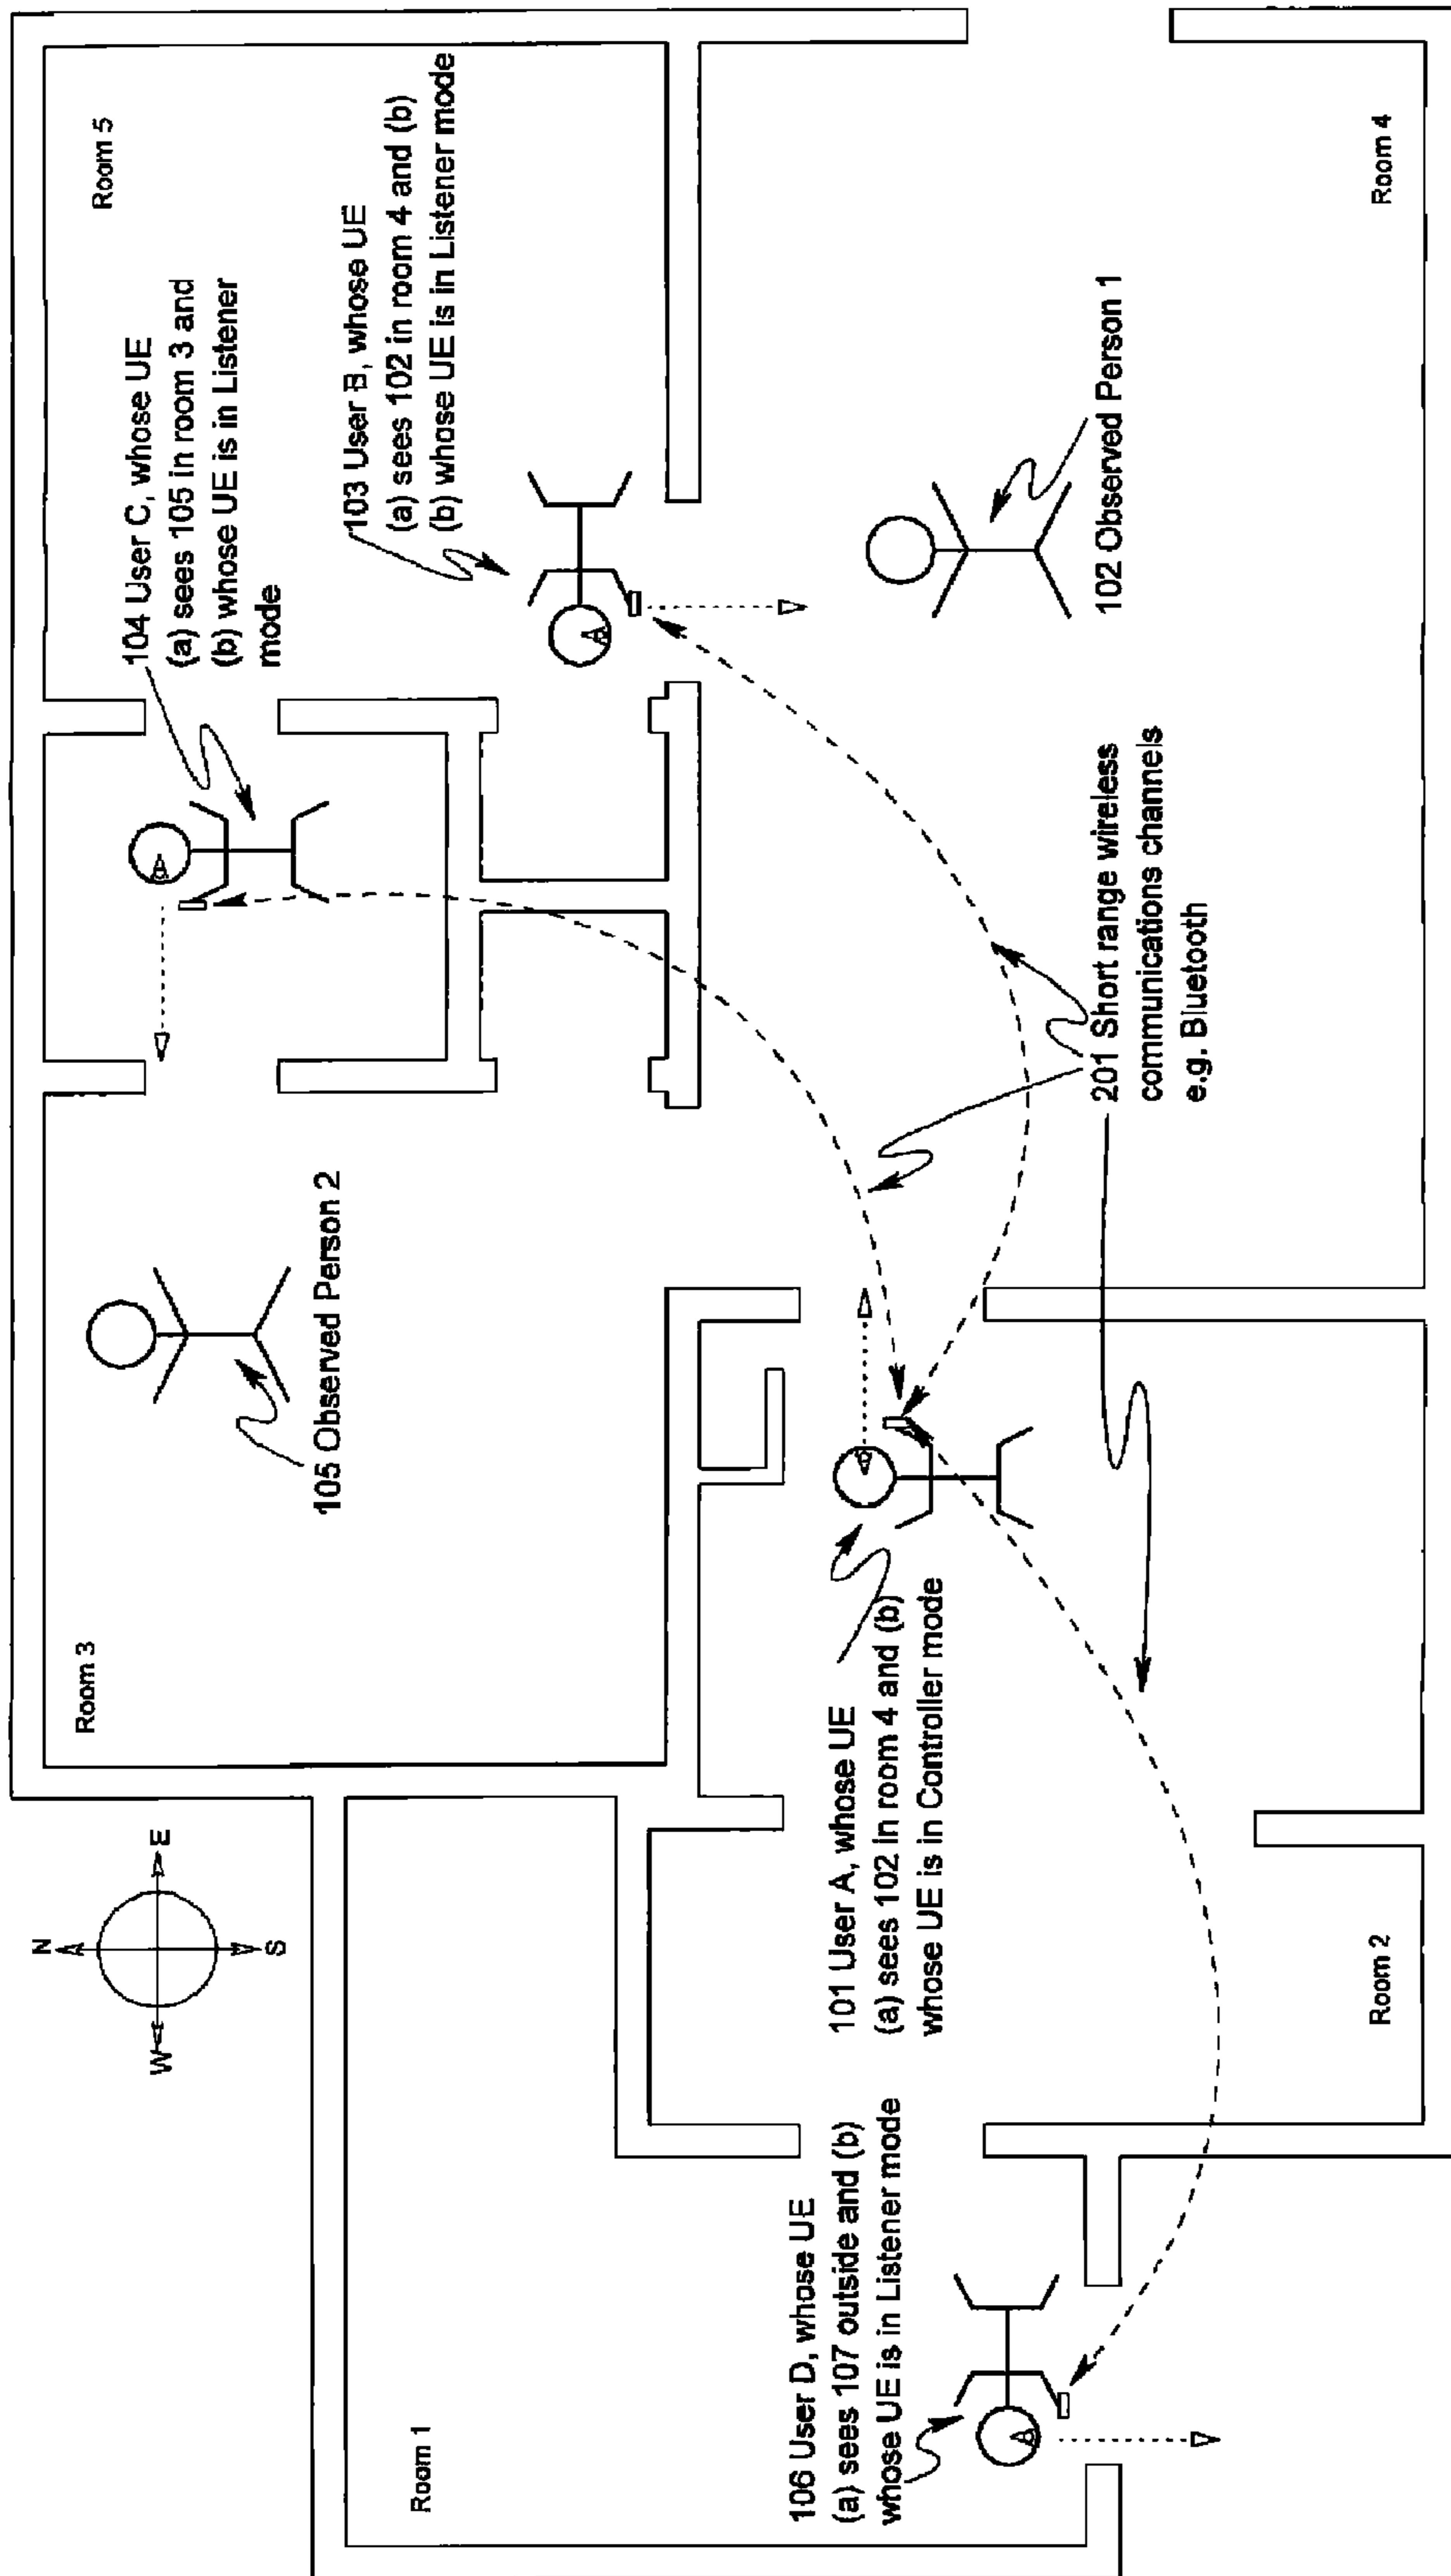 N
W E
S
Room 3
Room 5
104 User C, whose UE
(a) sees 105 in room 3 and
(b) whose UE is in Listener
mode
105 Observed Person 2
103 User B, whose UE
(a) sees 102 in room 4 and (b)
(b) whose UE is in Listener mode
Room 1
106 User D, whose UE
(a) sees 107 outside and (b)
whose UE is in Listener mode
101 User A, whose UE
(a) sees 102 in room 4 and (b)
whose UE is in Controller mode
201 Short range wireless
communications channels
e.g. Bluetooth
102 Observed Person 1
Room 2
Room 4